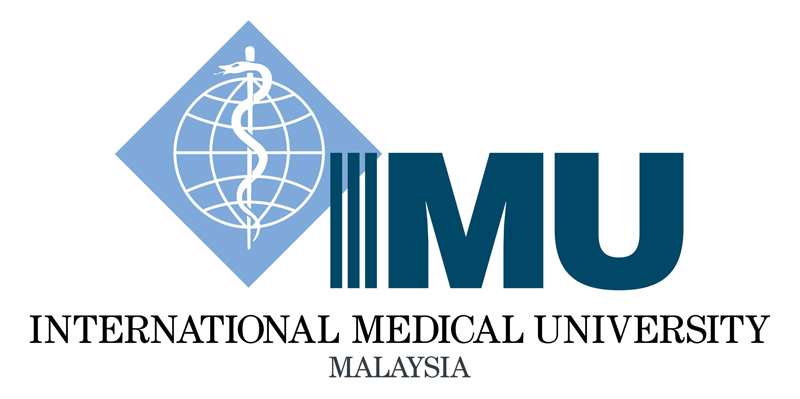 IMU
INTERNATIONAL MEDICAL UNIVERSITY
MALAYSIA